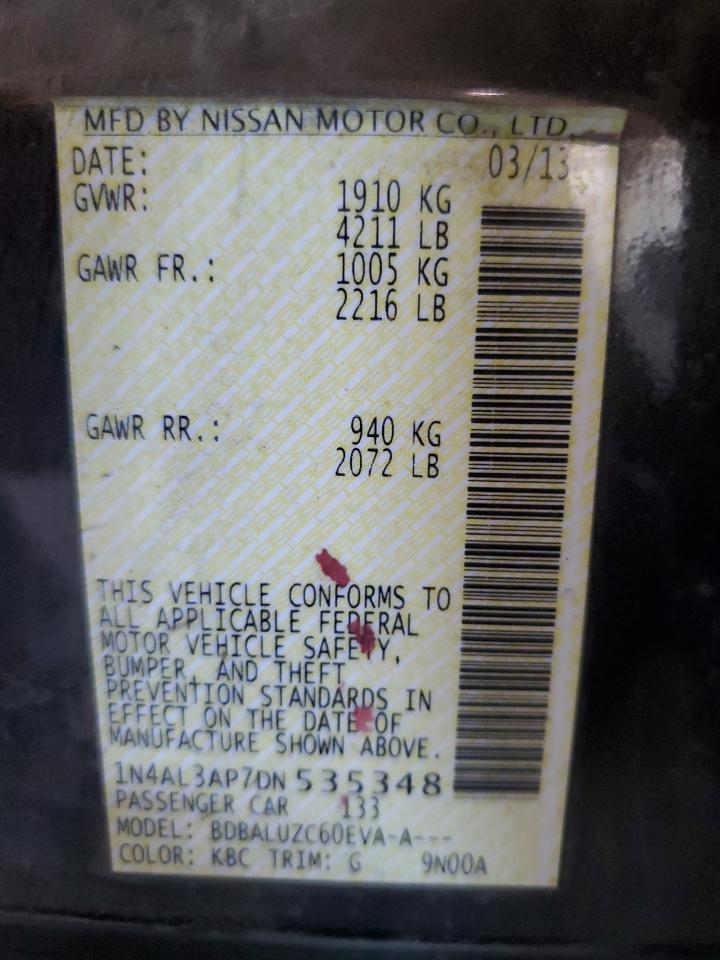 MFD BY NISSAN MOTOR CO., LTD.
DATE: 03/13
GVWR: 1910 KG
4211 LB
GAWR FR.: 1005 KG
2216 LB
GAWR RR.: 940 KG
2072 LB
THIS VEHICLE CONFORMS TO
ALL APPLICABLE FEDERAL
MOTOR VEHICLE SAFETY,
BUMPER, AND THEFT
PREVENTION STANDARDS IN
EFFECT ON THE DATE OF
MANUFACTURE SHOWN ABOVE.
1N4AL3AP7DN535348
PASSENGER CAR 133
MODEL: BDBALUZC60EVA-A---
COLOR: KBC TRIM: G 9N00A